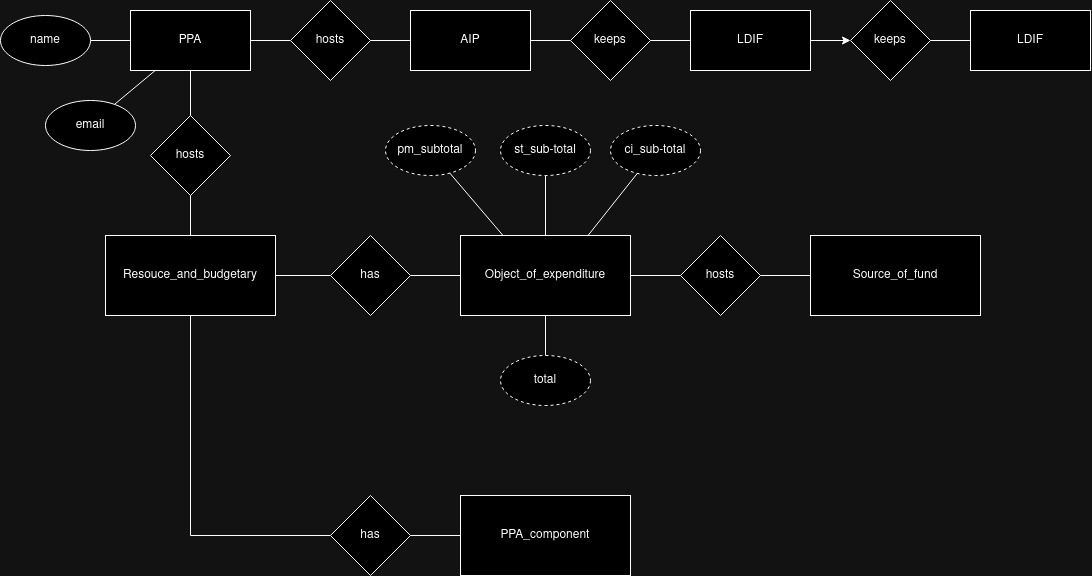 name
PPA
hosts
AIP
keeps
LDIF
keeps
LDIF
email
hosts
pm_subtotal
st_sub-total
ci_sub-total
Resouce_and_budgetary
has
Object_of_expenditure
hosts
Source_of_fund
total
has
PPA_component